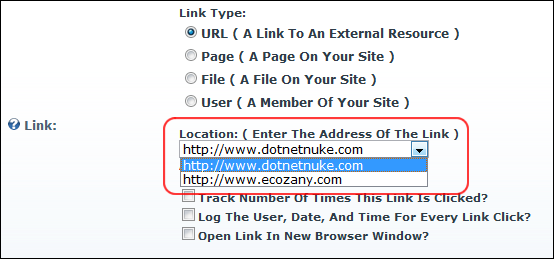 Link Type:
URL ( A Link To An External Resource )
Page ( A Page On Your Site )
File ( A File On Your Site )
User ( A Member Of Your Site )
Link:
Location: ( Enter The Address Of The Link )
http://www.dotnetnuke.com
http://www.dotnetnuke.com
http://www.ecozany.com
Track Number Of Times This Link Is Clicked?
Log The User, Date, And Time For Every Link Click?
Open Link In New Browser Window?